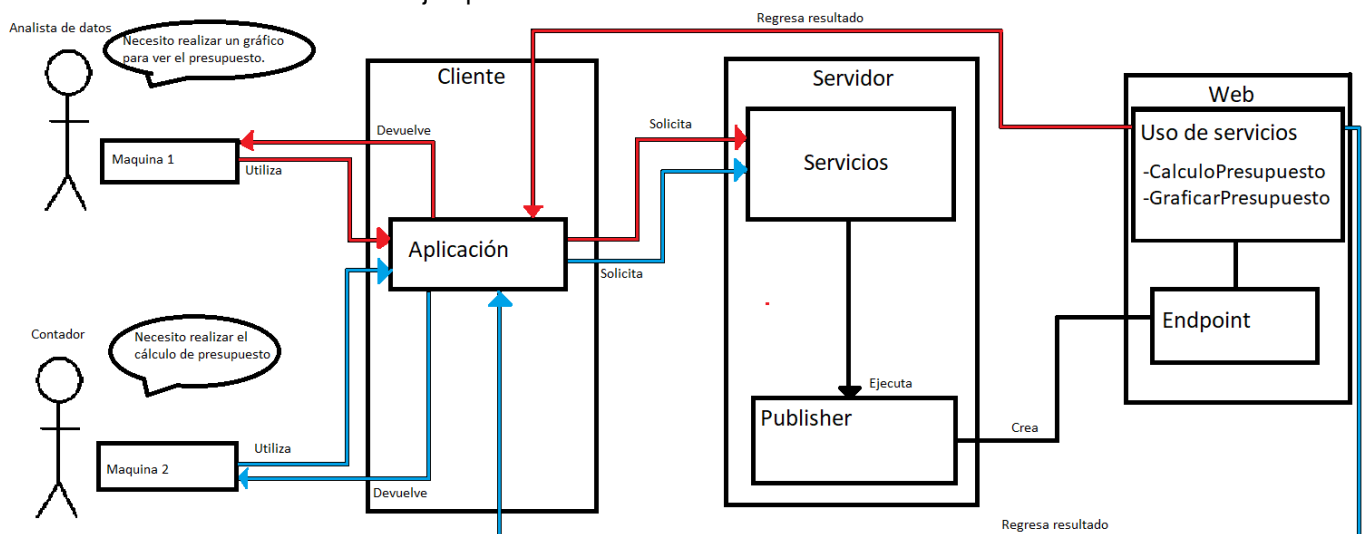 Regresa resultado
Analista de datos
Necesito realizar un gráfico
para ver el presupuesto.
Cliente
Servidor
Web
Devuelve
Solicita
Uso de servicios
-CalculoPresupuesto
-GraficarPresupuesto
Maquina 1
Utiliza
Servicios
Aplicación
Solicita
Endpoint
Contador
Necesito realizar el
cálculo de presupuesto
Ejecuta
Publisher
Crea
Utiliza
Maquina 2
Devuelve
Regresa resultado